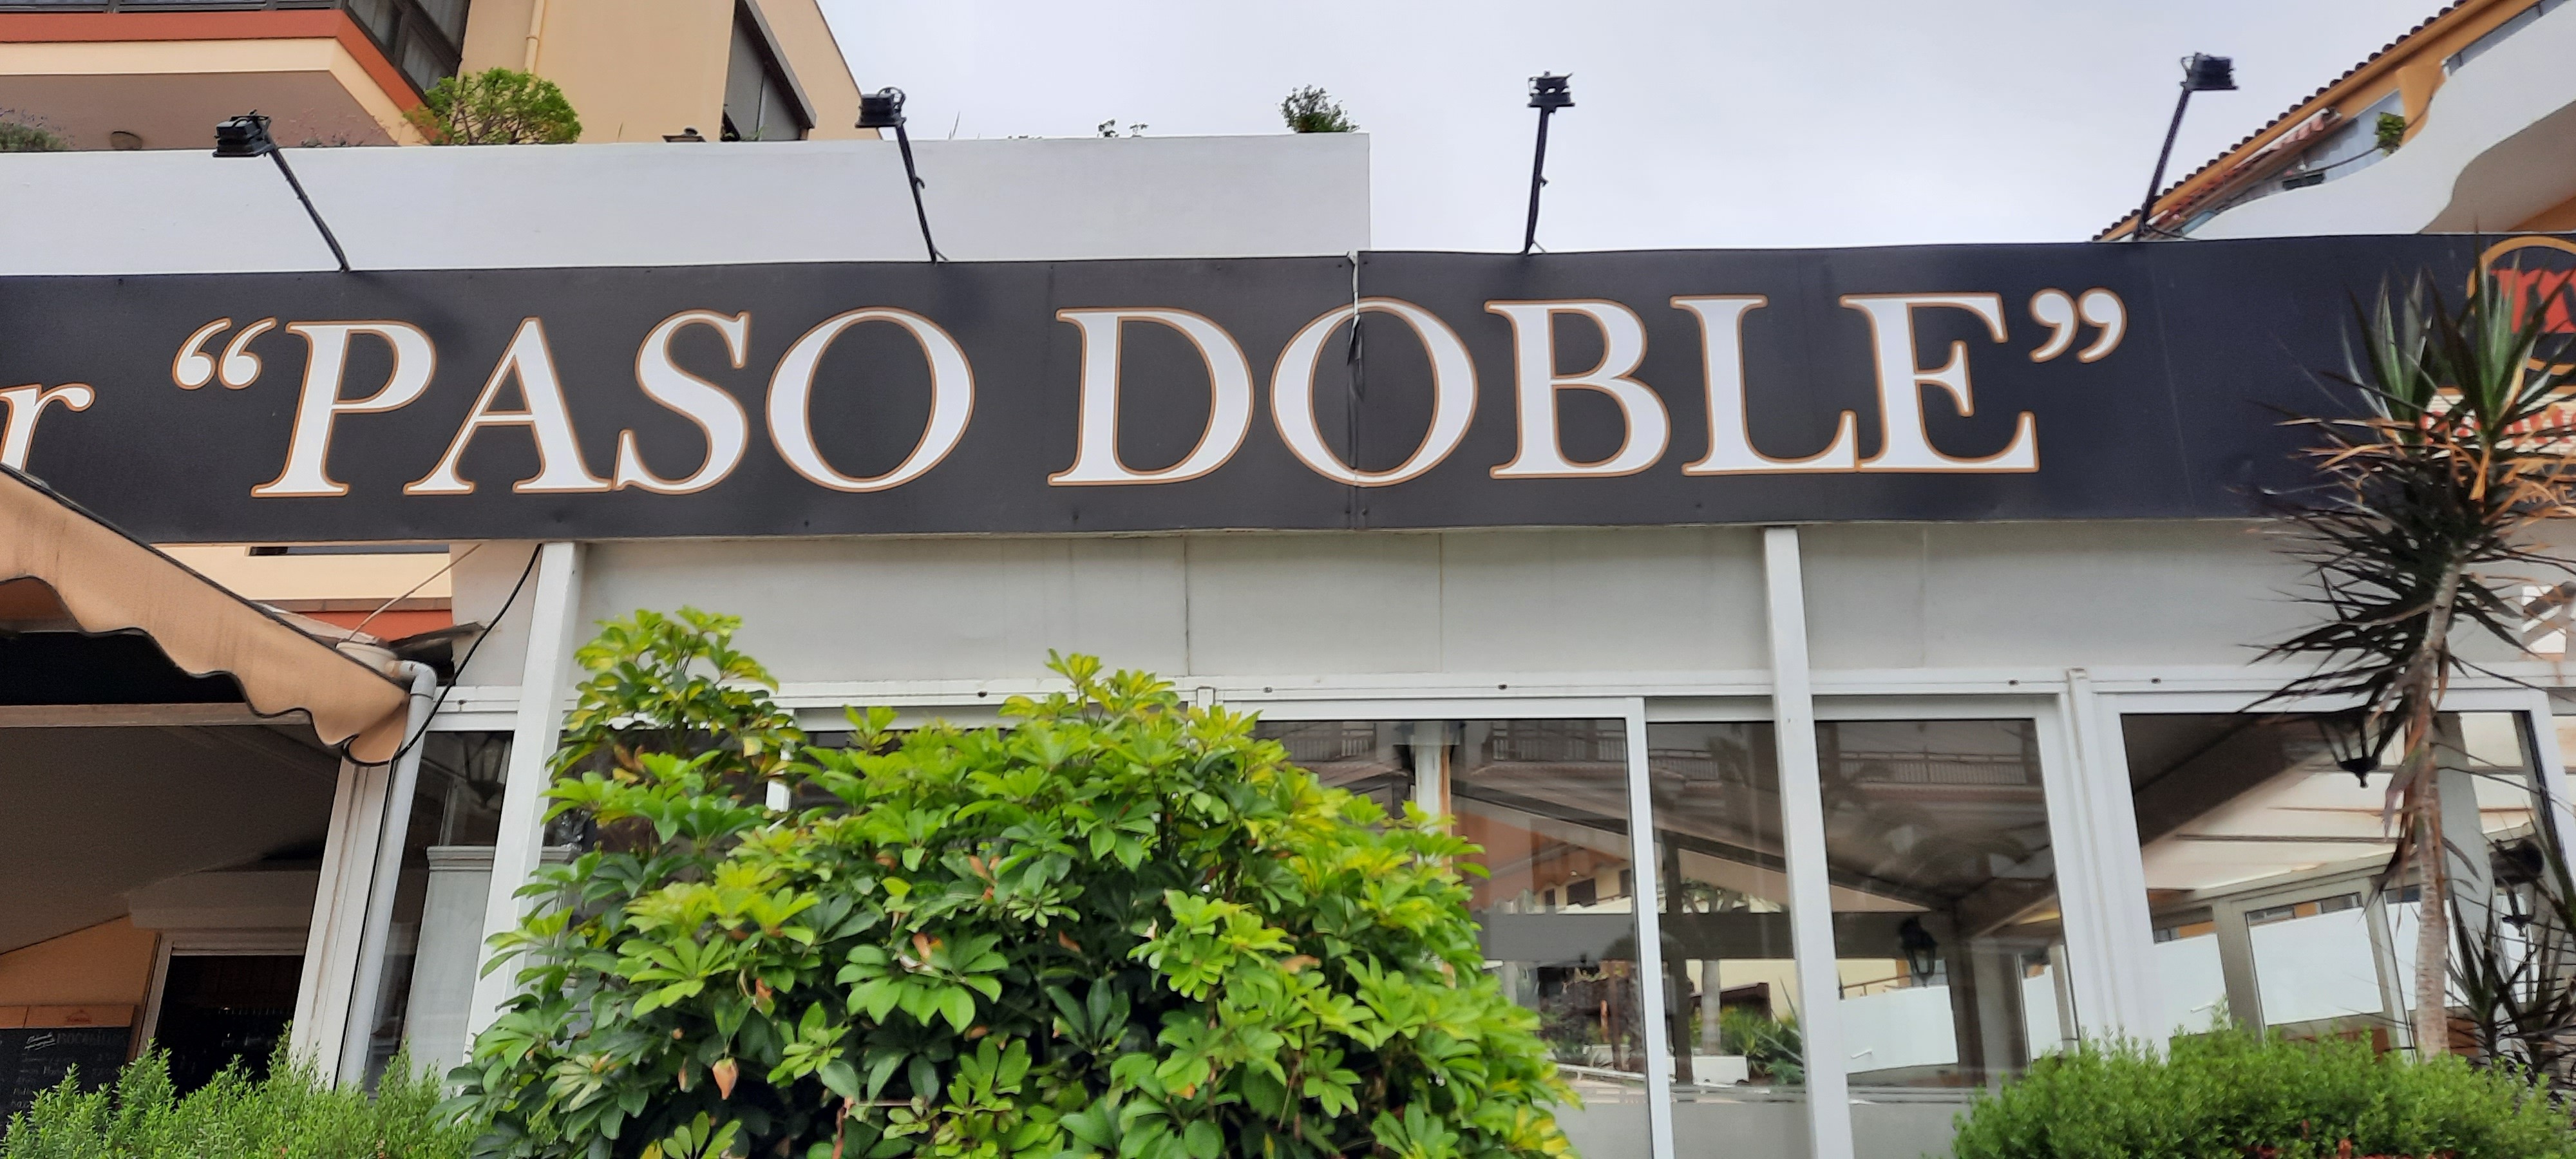 r “PASO DOBLE”